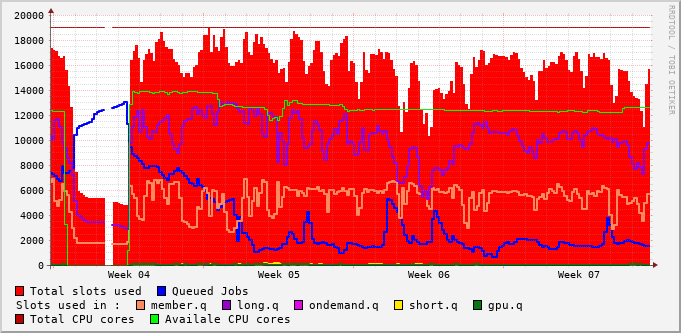 20000
18000
16000
14000
12000
10000
8000
6000
4000
2000
0
Week 04 Week 05 Week 06 Week 07
RRDTOOL / TOBI OETIKER
Total slots used Queued Jobs
Slots used in : member.q long.q ondemand.q short.q gpu.q
Total CPU cores Availale CPU cores